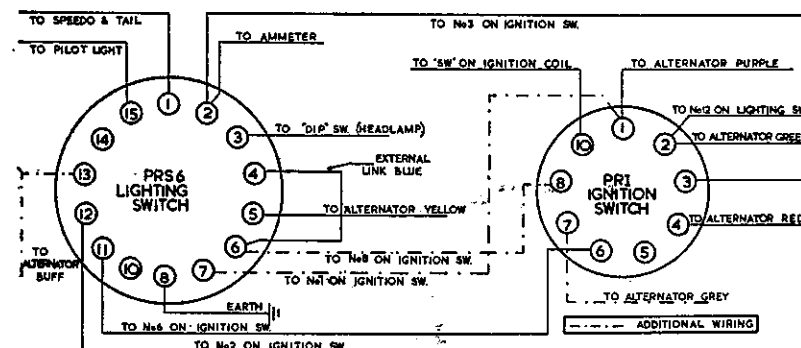 TO SPEEDO & TAIL
TO No3 ON IGNITION SW.
TO PILOT LIGHT
TO AMMETER
TO "SW" ON IGNITION COIL
TO ALTERNATOR PURPLE
1
2
15
3
14
TO "DIP" SW. (HEADLAMP)
EXTERNAL
LINK BLUE
13
4
PRS6
LIGHTING
SWITCH
12
5
TO ALTERNATOR YELLOW
11
6
10
7
8
TO
ALTERNATOR
BUFF
TO No8 ON IGNITION SW.
TO No1 ON IGNITION SW.
EARTH
TO No6 ON IGNITION SW.
TO No2 ON IGNITION SW.
1
TO No12 ON LIGHTING S
10
2
TO ALTERNATOR GREE
8
PRI
IGNITION
SWITCH
3
7
4
TO ALTERNATOR RED
6
5
TO ALTERNATOR GREY
ADDITIONAL WIRING